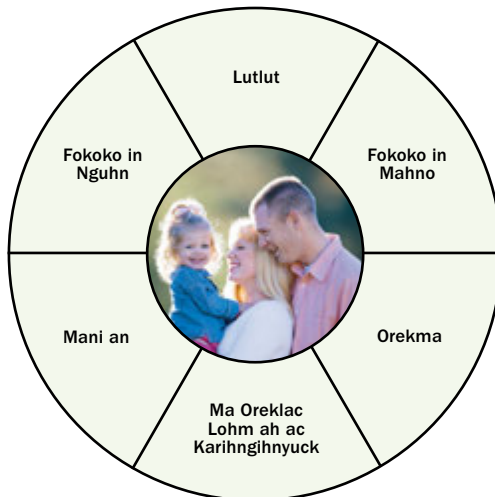 Lutlut
Fokoko in
Nguhn
Fokoko in
Mahno
Mani an
Orekma
Ma Oreklac
Lohm ah ac
Karihngihnyuck